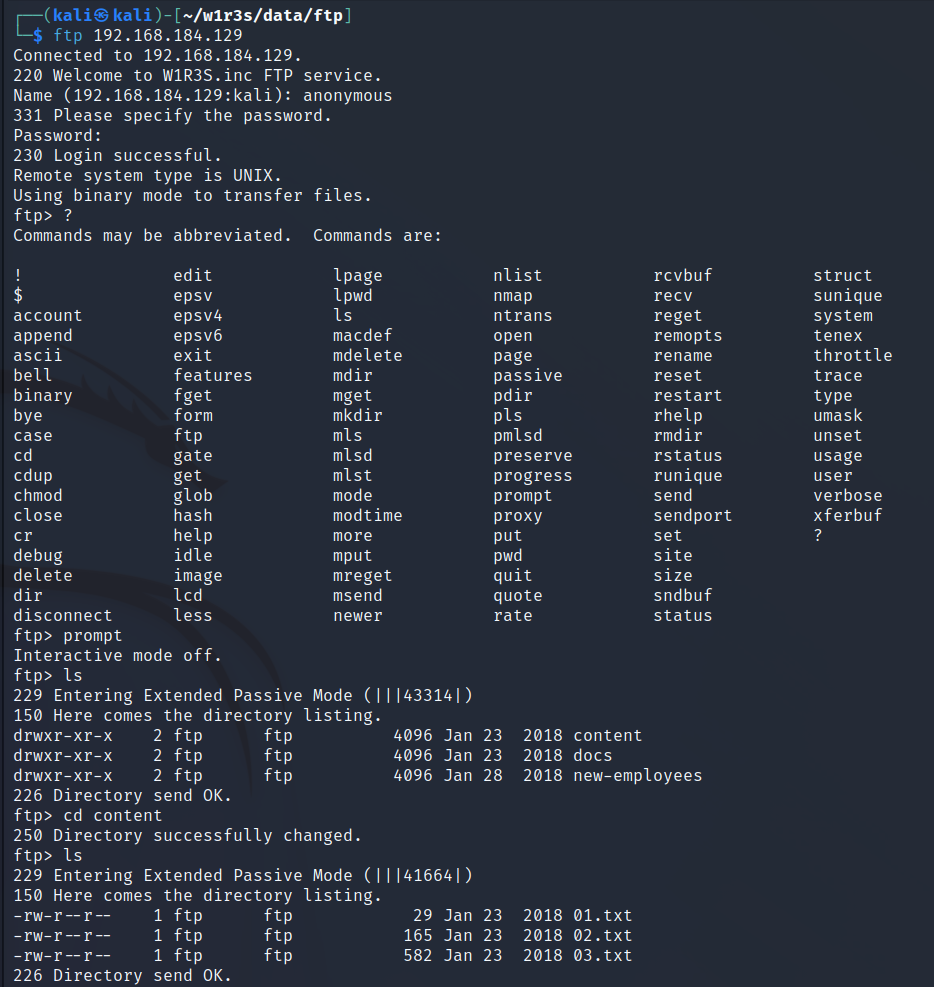 ┌──(kali㉿kali)-[~/w1r3s/data/ftp]
└─$ ftp 192.168.184.129
Connected to 192.168.184.129.
220 Welcome to W1R3S.inc FTP service.
Name (192.168.184.129:kali): anonymous
331 Please specify the password.
Password:
230 Login successful.
Remote system type is UNIX.
Using binary mode to transfer files.
ftp> ?
Commands may be abbreviated.  Commands are:

!               edit            lpage           nlist           rcvbuf          struct
$               epsv            lpwd            nmap            recv            sunique
account         epsv4           ls              ntrans          reget           system
append          epsv6           macdef          open            remopts         tenex
ascii           exit            mdelete         page            rename          throttle
bell            features        mdir            passive         reset           trace
binary          fget            mget            pdir            restart         type
bye             form            mkdir           pls             rhelp           umask
case            ftp             mls             pmlsd           rmdir           unset
cd              gate            mlsd            preserve        rstatus         usage
cdup            get             mlst            progress        runique         user
chmod           glob            mode            prompt          send            verbose
close           hash            modtime         proxy           sendport        xferbuf
cr              help            more            put             set             ?
debug           idle            mput            pwd             site
delete          image           mreget          quit            size
dir             lcd             msend           quote           sndbuf
disconnect      less            newer           rate            status
ftp> prompt
Interactive mode off.
ftp> ls
229 Entering Extended Passive Mode (|||43314|)
150 Here comes the directory listing.
drwxr-xr-x    2 ftp      ftp          4096 Jan 23  2018 content
drwxr-xr-x    2 ftp      ftp          4096 Jan 23  2018 docs
drwxr-xr-x    2 ftp      ftp          4096 Jan 28  2018 new-employees
226 Directory send OK.
ftp> cd content
250 Directory successfully changed.
ftp> ls
229 Entering Extended Passive Mode (|||41664|)
150 Here comes the directory listing.
-rw-r--r--    1 ftp      ftp            29 Jan 23  2018 01.txt
-rw-r--r--    1 ftp      ftp           165 Jan 23  2018 02.txt
-rw-r--r--    1 ftp      ftp           582 Jan 23  2018 03.txt
226 Directory send OK.